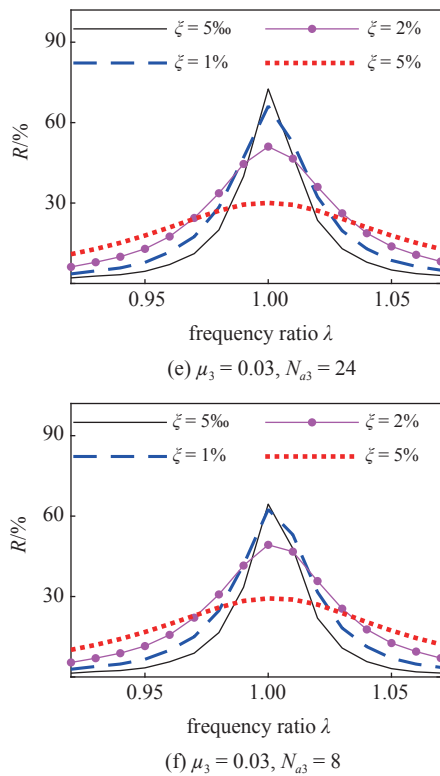 ξ = 5‰ ξ = 2%
ξ = 1% ξ = 5%
90
60
30
R/%
0.95 1.00 1.05
frequency ratio λ
(e) μ₃ = 0.03, Nₐ₃ = 24
ξ = 5‰ ξ = 2%
ξ = 1% ξ = 5%
90
60
30
R/%
0.95 1.00 1.05
frequency ratio λ
(f) μ₃ = 0.03, Nₐ₃ = 8